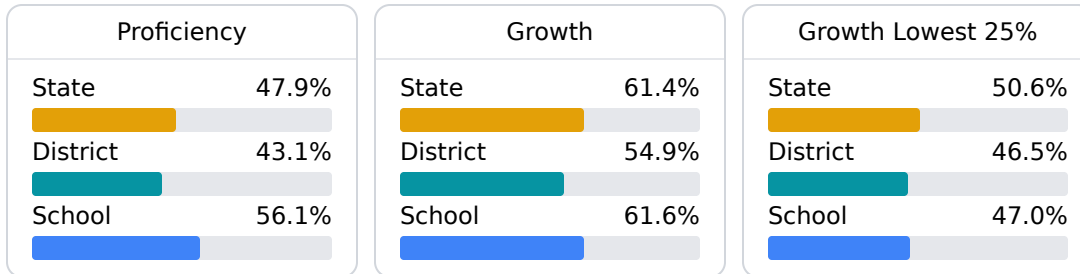 Proficiency
State 47.9%
District 43.1%
School 56.1%
Growth
State 61.4%
District 54.9%
School 61.6%
Growth Lowest 25%
State 50.6%
District 46.5%
School 47.0%